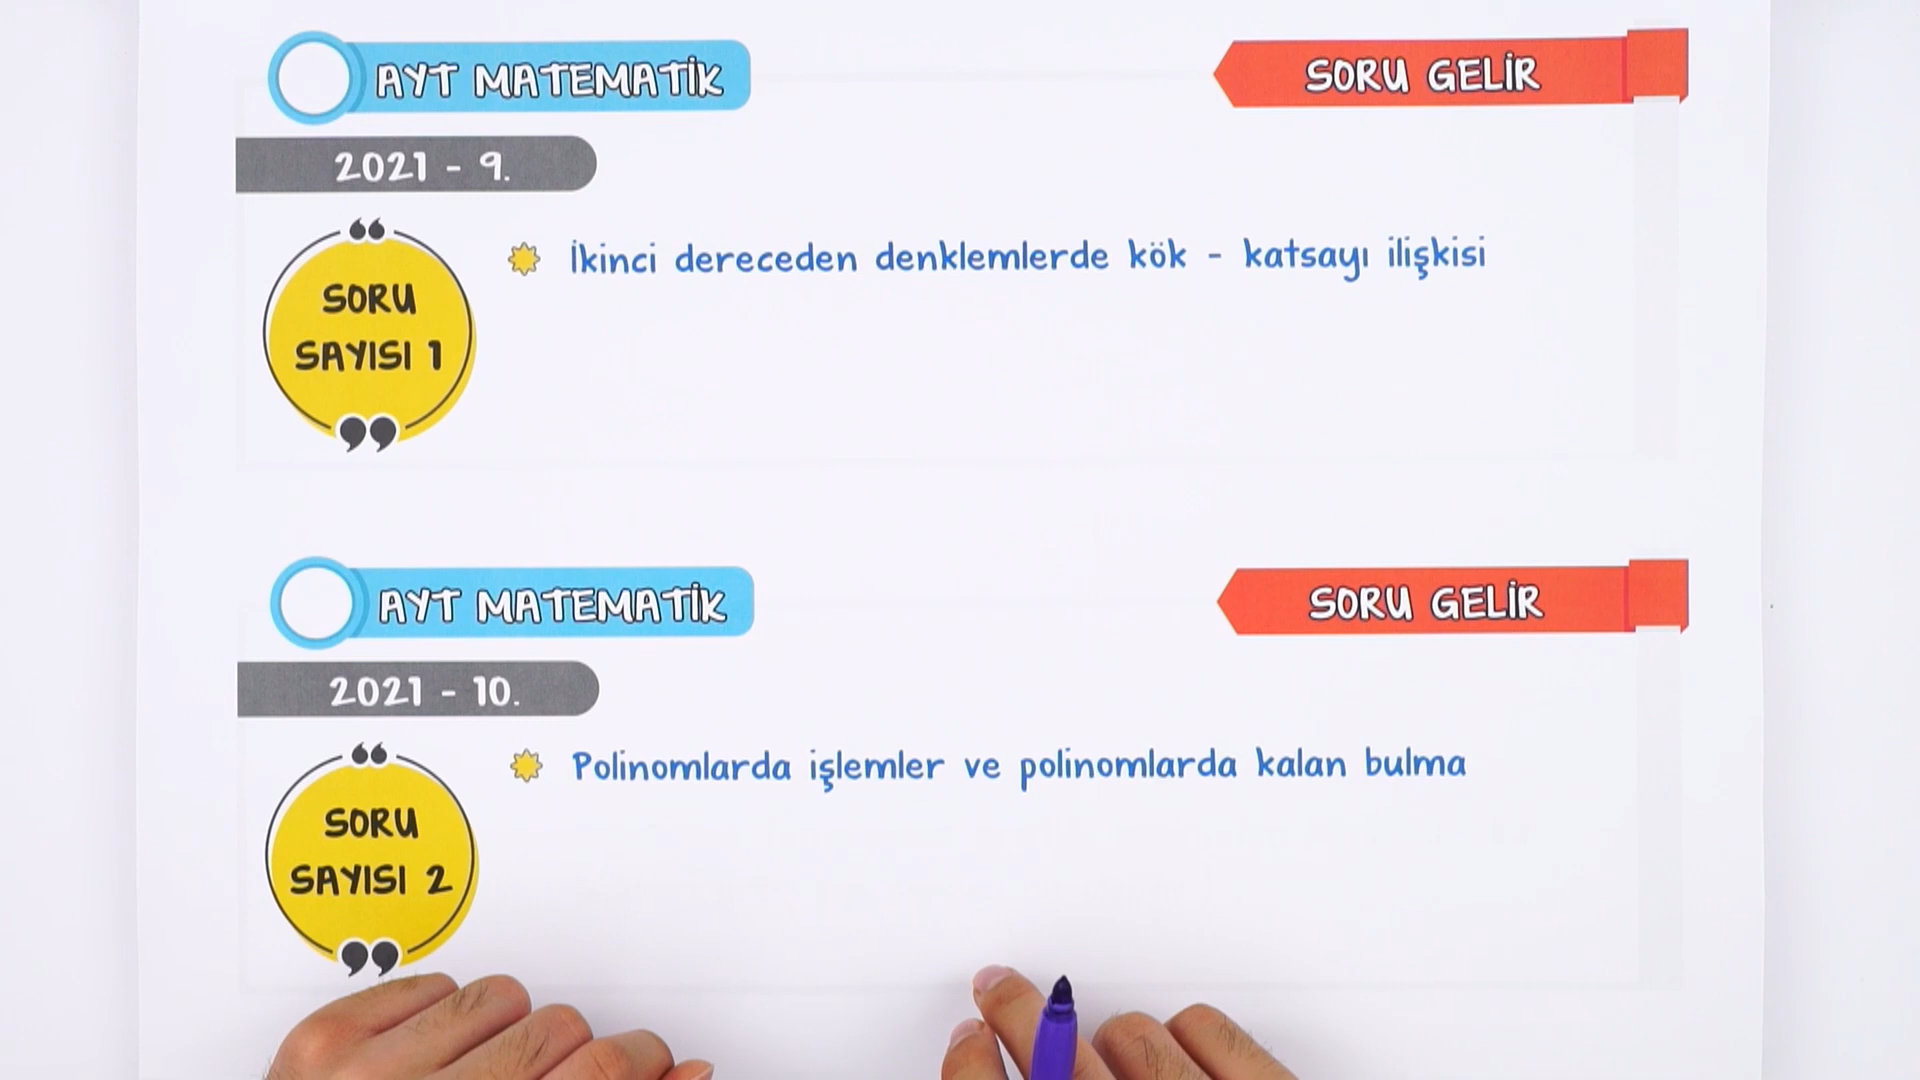 AYT MATEMATİK
SORU GELİR
2021 - 9.
İkinci dereceden denklemlerde kök - katsayı ilişkisi
SORU
SAYISI 1
AYT MATEMATİK
SORU GELİR
2021 - 10.
Polinomlarda işlemler ve polinomlarda kalan bulma
SORU
SAYISI 2